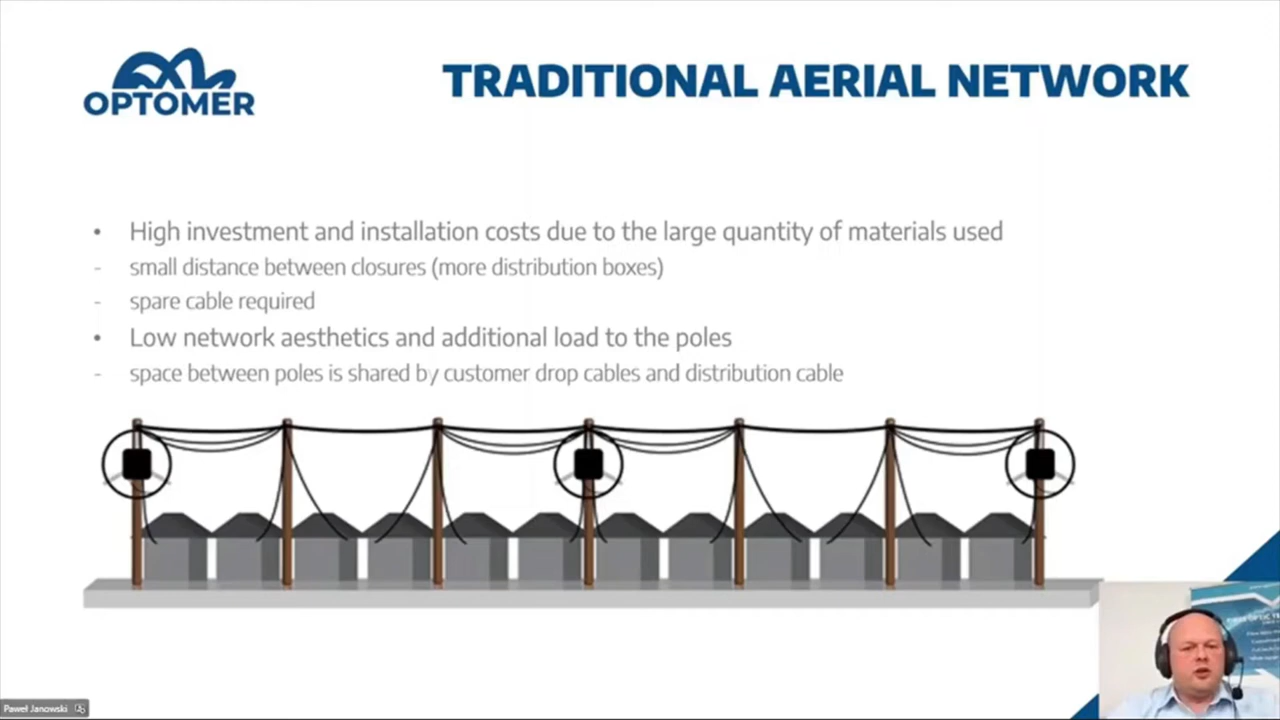 OPTOMER
TRADITIONAL AERIAL NETWORK
• High investment and installation costs due to the large quantity of materials used
- small distance between closures (more distribution boxes)
- spare cable required
• Low network aesthetics and additional load to the poles
- space between poles is shared by customer drop cables and distribution cable
Paweł Janowski